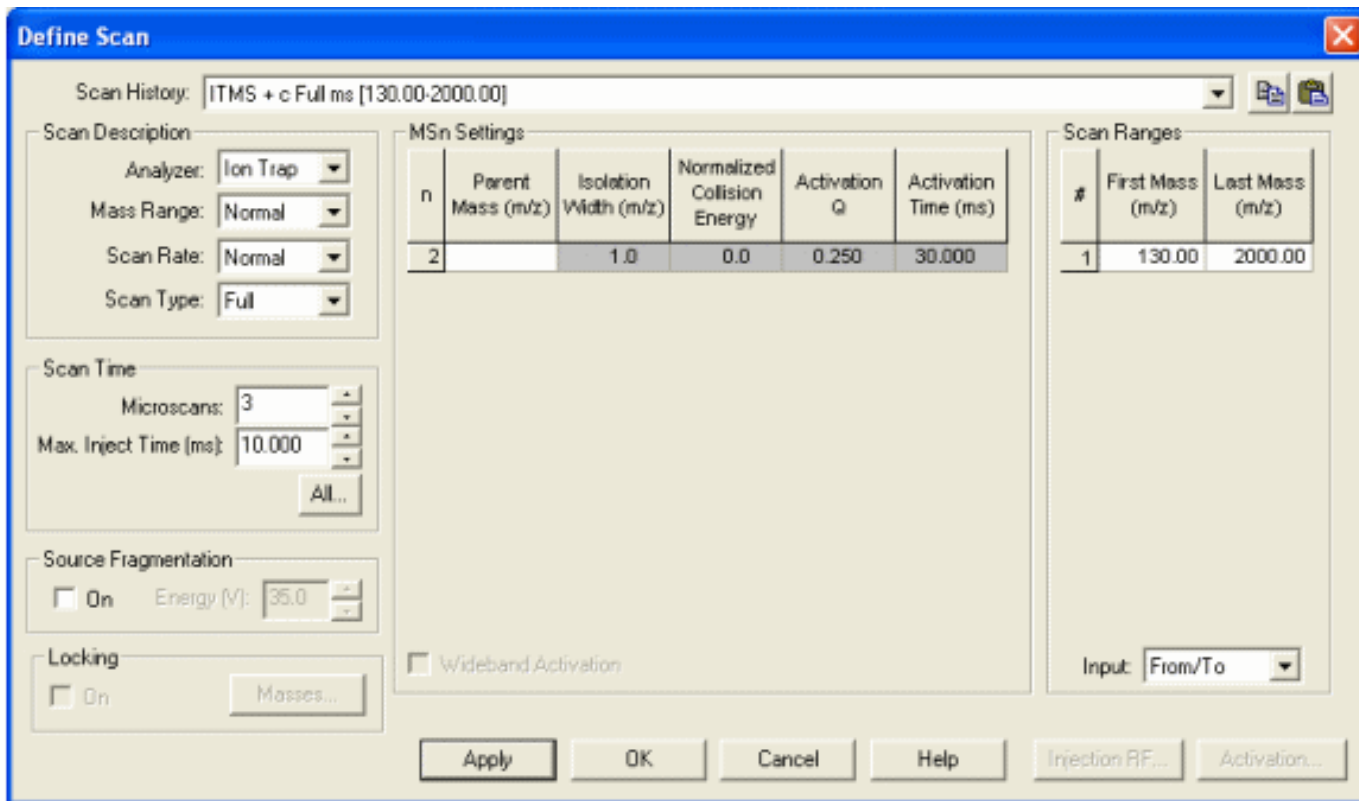 Define Scan
Scan History: ITMS + c Full ms [130.00-2000.00]
Scan Description
Analyzer: Ion Trap
Mass Range: Normal
Scan Rate: Normal
Scan Type: Full
Scan Time
Microscans: 3
Max. Inject Time (ms): 10.000
All...
Source Fragmentation
On Energy (V): 35.0
Locking
On Masses...
MSn Settings
n Parent Mass (m/z) Isolation Width (m/z) Normalized Collision Energy Activation Q Activation Time (ms)
2 1.0 0.0 0.250 30.000
Wideband Activation
Scan Ranges
# First Mass (m/z) Last Mass (m/z)
1 130.00 2000.00
Input: From/To
Apply OK Cancel Help Injection RF... Activation...